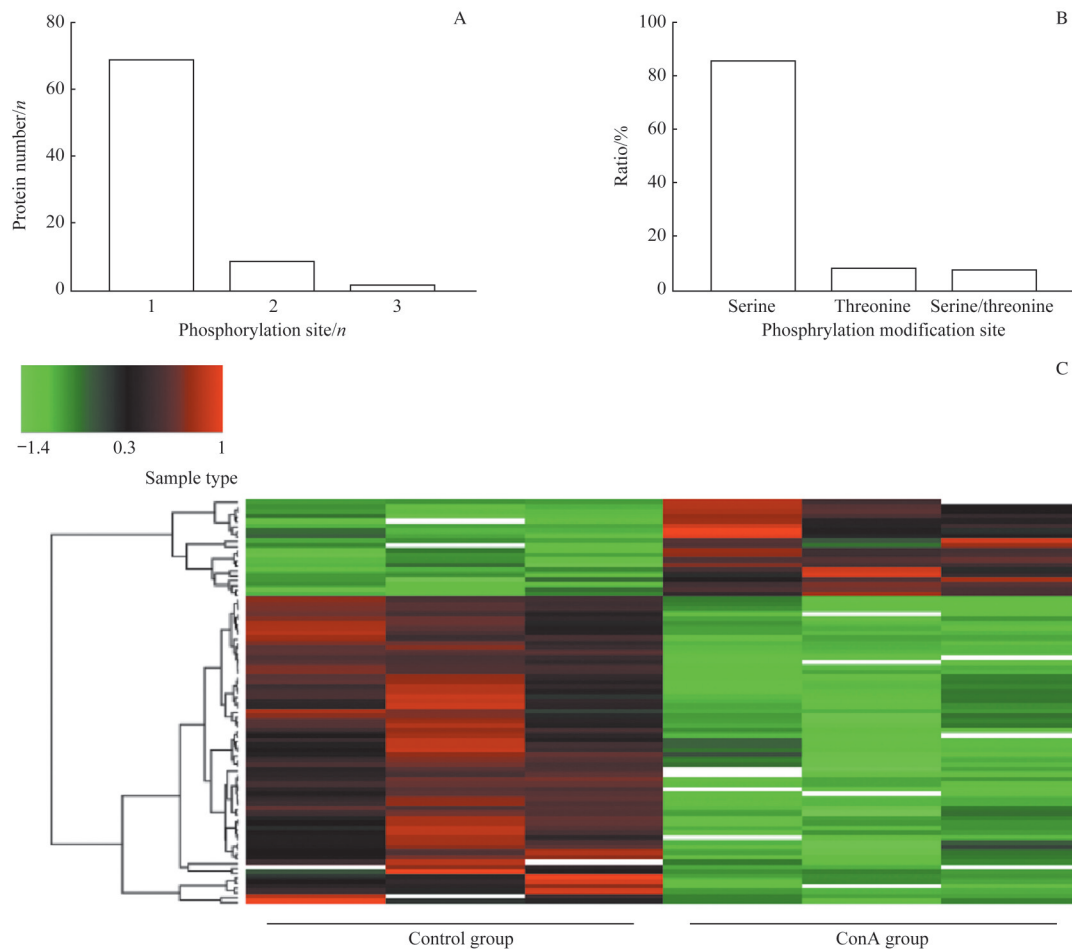 A
80
60
40
20
0
Protein number/n
1 2 3
Phosphorylation site/n
B
100
80
60
40
20
0
Ratio/%
Serine Threonine Serine/threonine
Phosphrylation modification site
C
−1.4 0.3 1
Sample type
Control group ConA group